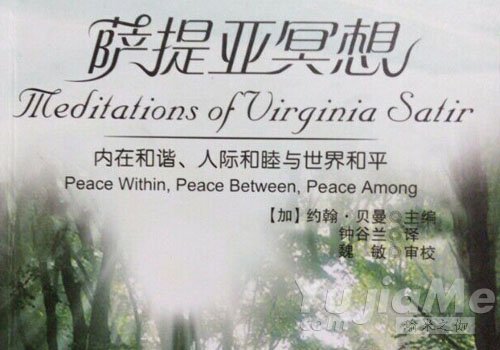 萨提亚冥想
Meditations of Virginia Satir
内在和谐、人际和睦与世界和平
Peace Within, Peace Between, Peace Among
【加】约翰·贝曼◎主编
钟谷兰◎译
魏 敏◎审校
YuJiaMe
.com